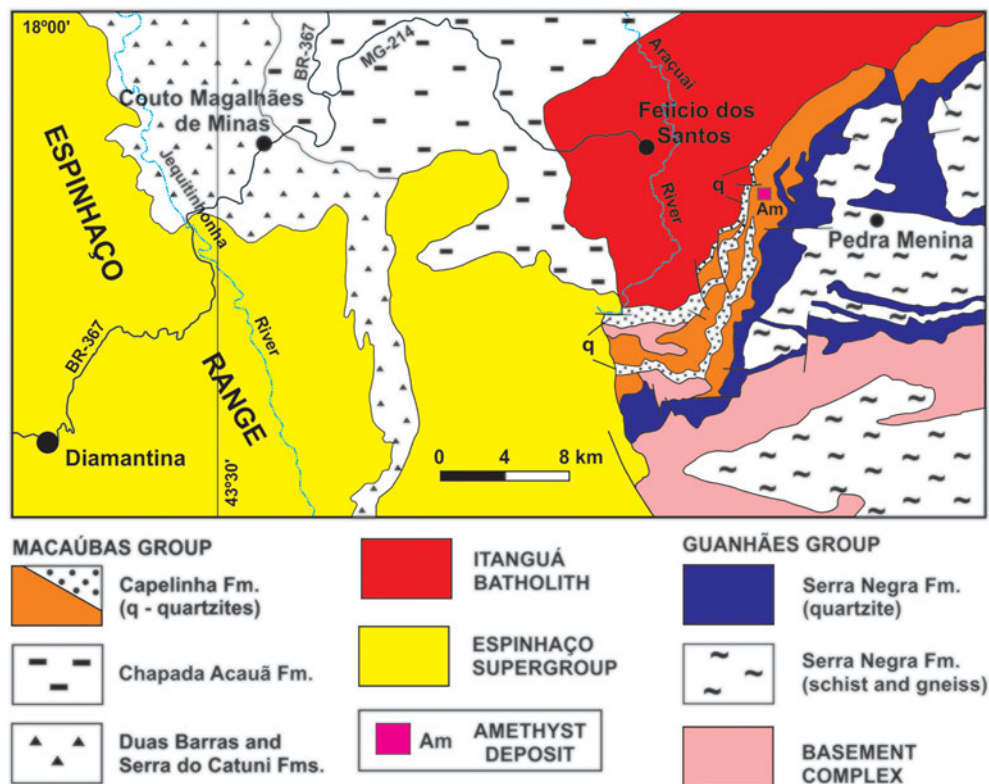 18º00'
BR-367
MG-214
Araçuaí
River
Couto Magalhães
de Minas
Felício dos
Santos
ESPINHAÇO
RANGE
Jequitinhonha
River
q
Am
Pedra Menina
BR-367
q
Diamantina
43º30'
0 4 8 km
MACAÚBAS GROUP
Capelinha Fm.
(q - quartzites)
Chapada Acauã Fm.
Duas Barras and
Serra do Catuni Fms.
ITANGUÁ
BATHOLITH
ESPINHAÇO
SUPERGROUP
Am AMETHYST
DEPOSIT
GUANHÃES GROUP
Serra Negra Fm.
(quartzite)
Serra Negra Fm.
(schist and gneiss)
BASEMENT
COMPLEX